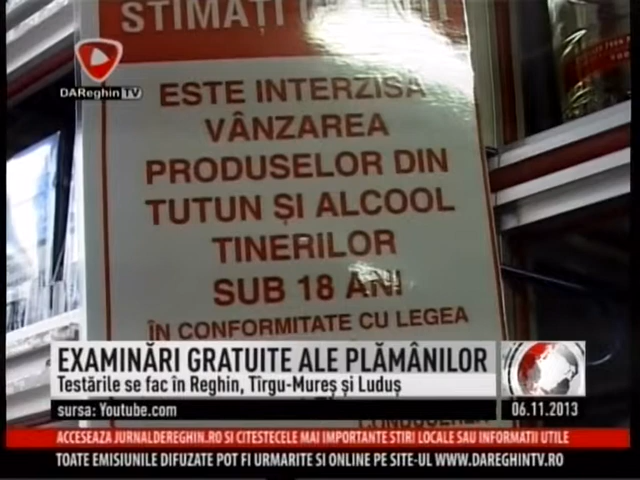 STIMAȚI
DAReghin TV
ESTE INTERZISĂ
VÂNZAREA
PRODUSELOR DIN
TUTUN ȘI ALCOOL
TINERILOR
SUB 18 ANI
ÎN CONFORMITATE CU LEGEA
CONDUCEREA
EXAMINĂRI GRATUITE ALE PLĂMÂNILOR
Testările se fac în Reghin, Tîrgu-Mureș și Luduș
sursa: Youtube.com
06.11.2013
ACCESEAZA JURNALDEREGHIN.RO SI CITESTECELE MAI IMPORTANTE STIRI LOCALE SAU INFORMATII UTILE
TOATE EMISIUNILE DIFUZATE POT FI URMARITE SI ONLINE PE SITE-UL WWW.DAREGHINTV.RO